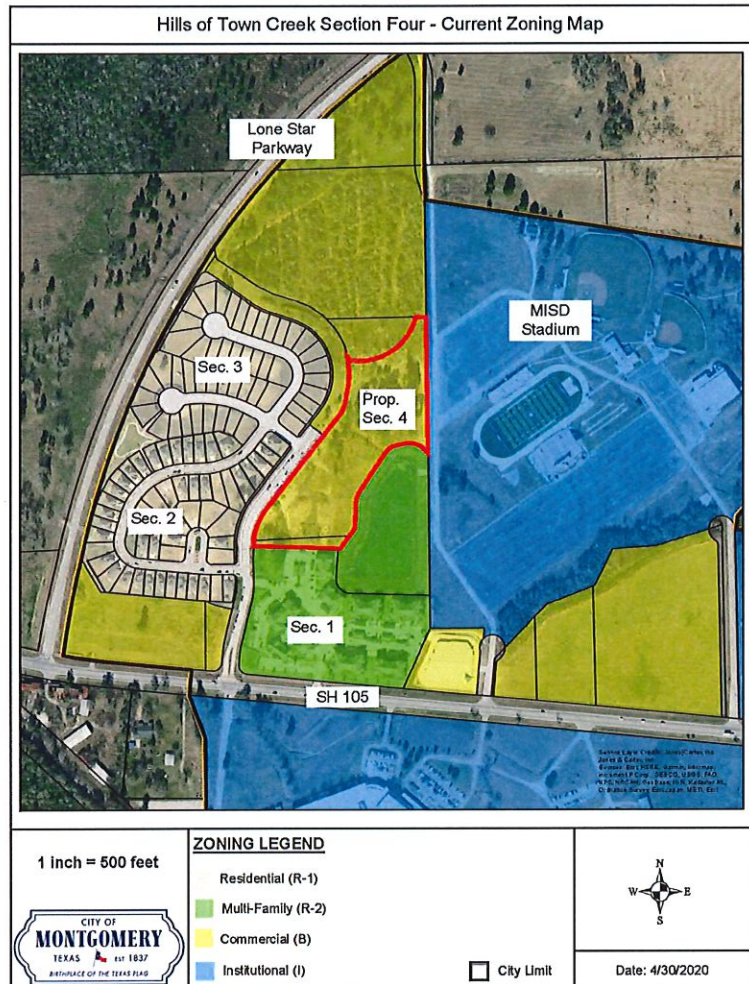 Hills of Town Creek Section Four - Current Zoning Map
Lone Star
Parkway
MISD
Stadium
Sec. 3
Prop.
Sec. 4
Sec. 2
Sec. 1
SH 105
1 inch = 500 feet
CITY OF
MONTGOMERY
TEXAS EST 1837
BIRTHPLACE OF THE TEXAS FLAG
ZONING LEGEND
Residential (R-1)
Multi-Family (R-2)
Commercial (B)
Institutional (I)
City Limit
N
W E
S
Date: 4/30/2020